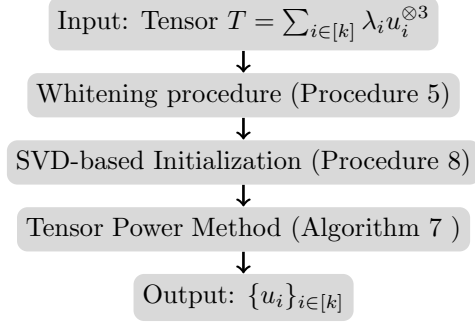 Input: Tensor $T = \sum_{i \in [k]} \lambda_i u_i^{\otimes 3}$
Whitening procedure (Procedure 5)
SVD-based Initialization (Procedure 8)
Tensor Power Method (Algorithm 7 )
Output: $\{u_i\}_{i \in [k]}$